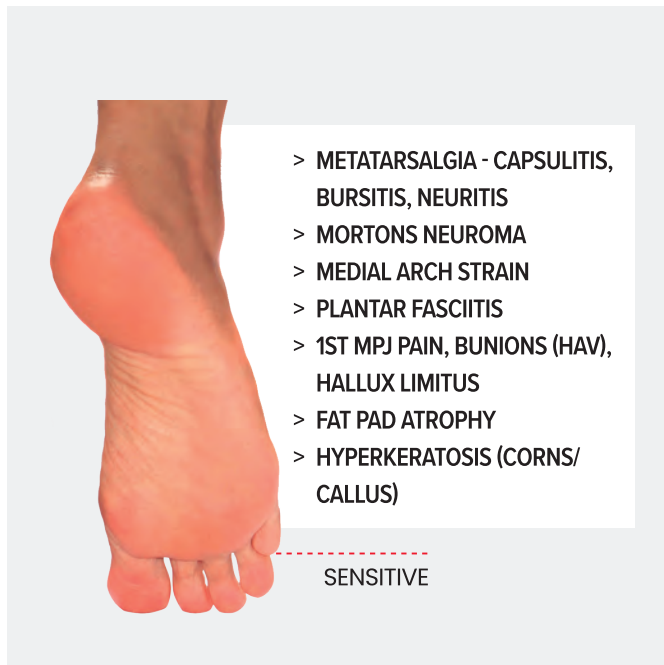 > METATARSALGIA - CAPSULITIS,
BURSITIS, NEURITIS
> MORTONS NEUROMA
> MEDIAL ARCH STRAIN
> PLANTAR FASCIITIS
> 1ST MPJ PAIN, BUNIONS (HAV),
HALLUX LIMITUS
> FAT PAD ATROPHY
> HYPERKERATOSIS (CORNS/
CALLUS)
SENSITIVE